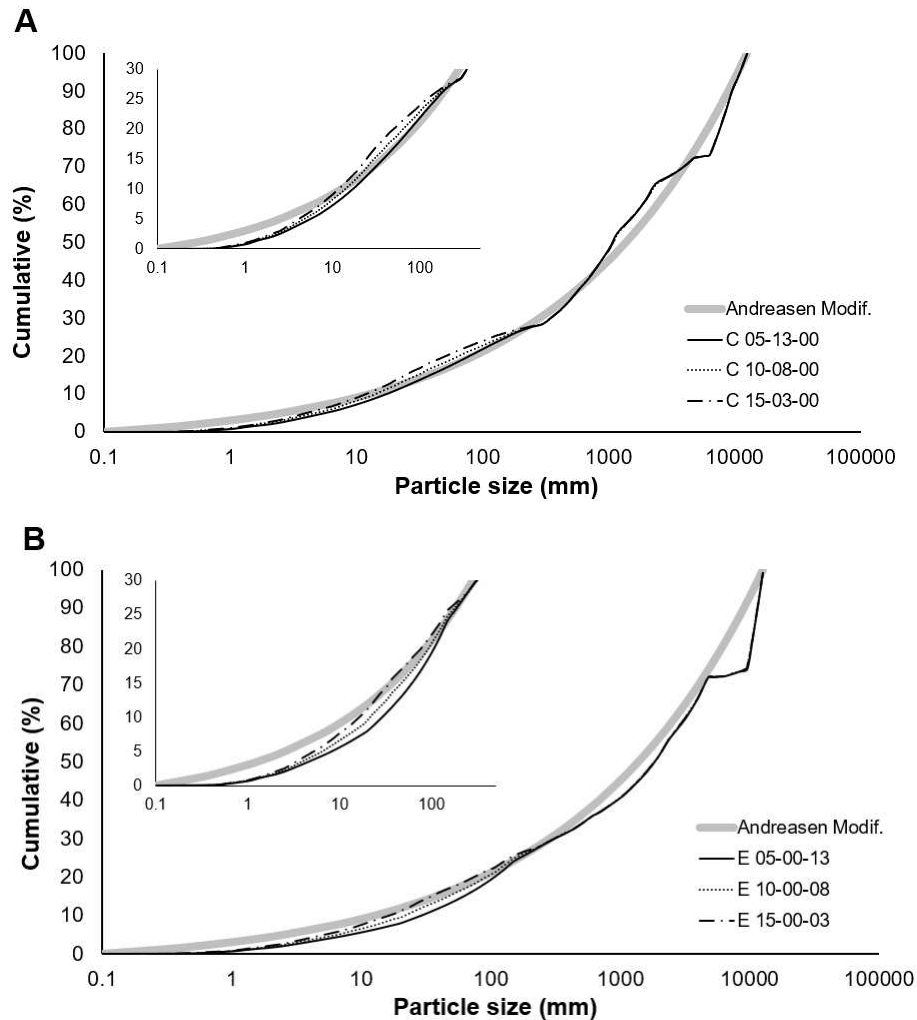 A
100
90
80
70
60
50
40
30
20
10
0
Cumulative (%)
30
25
20
15
10
5
0
0.1 1 10 100
Andreasen Modif.
C 05-13-00
C 10-08-00
C 15-03-00
0.1 1 10 100 1000 10000 100000
Particle size (mm)
B
100
90
80
70
60
50
40
30
20
10
0
Cumulative (%)
30
25
20
15
10
5
0
0.1 1 10 100
Andreasen Modif.
E 05-00-13
E 10-00-08
E 15-00-03
0.1 1 10 100 1000 10000 100000
Particle size (mm)